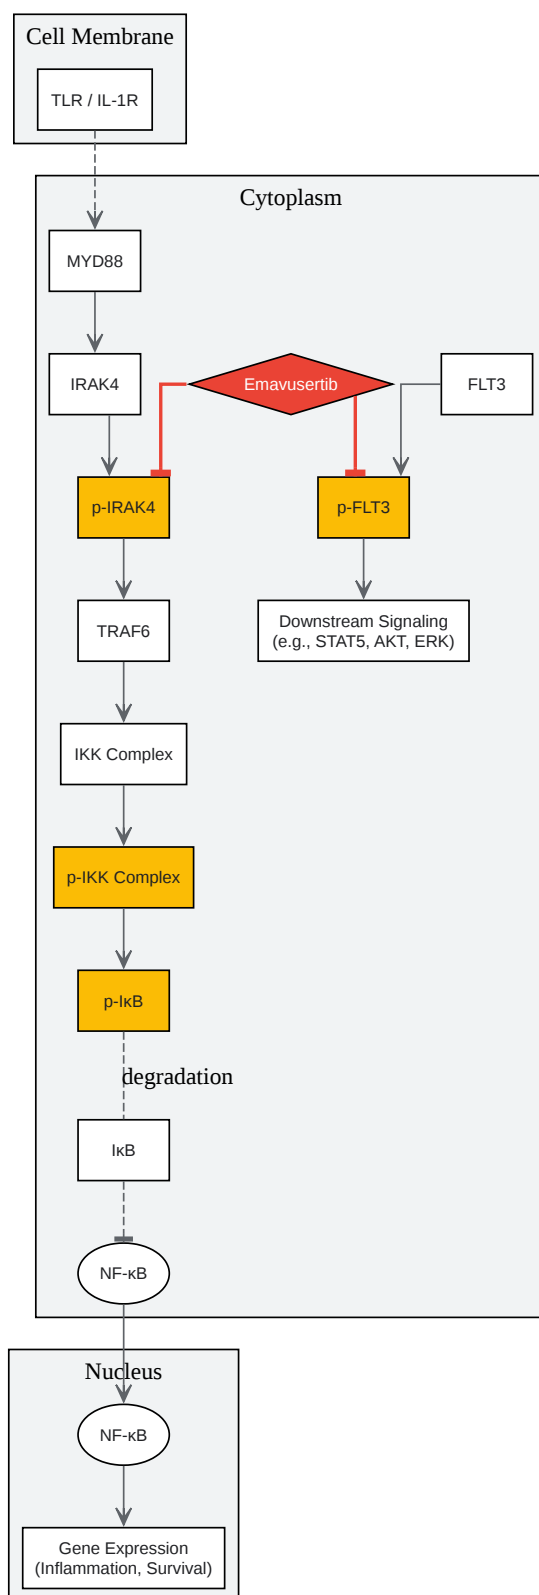 Cell Membrane
TLR / IL-1R
Cytoplasm
MYD88
IRAK4
Emavusertib
FLT3
p-IRAK4
p-FLT3
TRAF6
Downstream Signaling
(e.g., STAT5, AKT, ERK)
IKK Complex
p-IKK Complex
p-IκB
degradation
IκB
NF-κB
Nucleus
NF-κB
Gene Expression
(Inflammation, Survival)